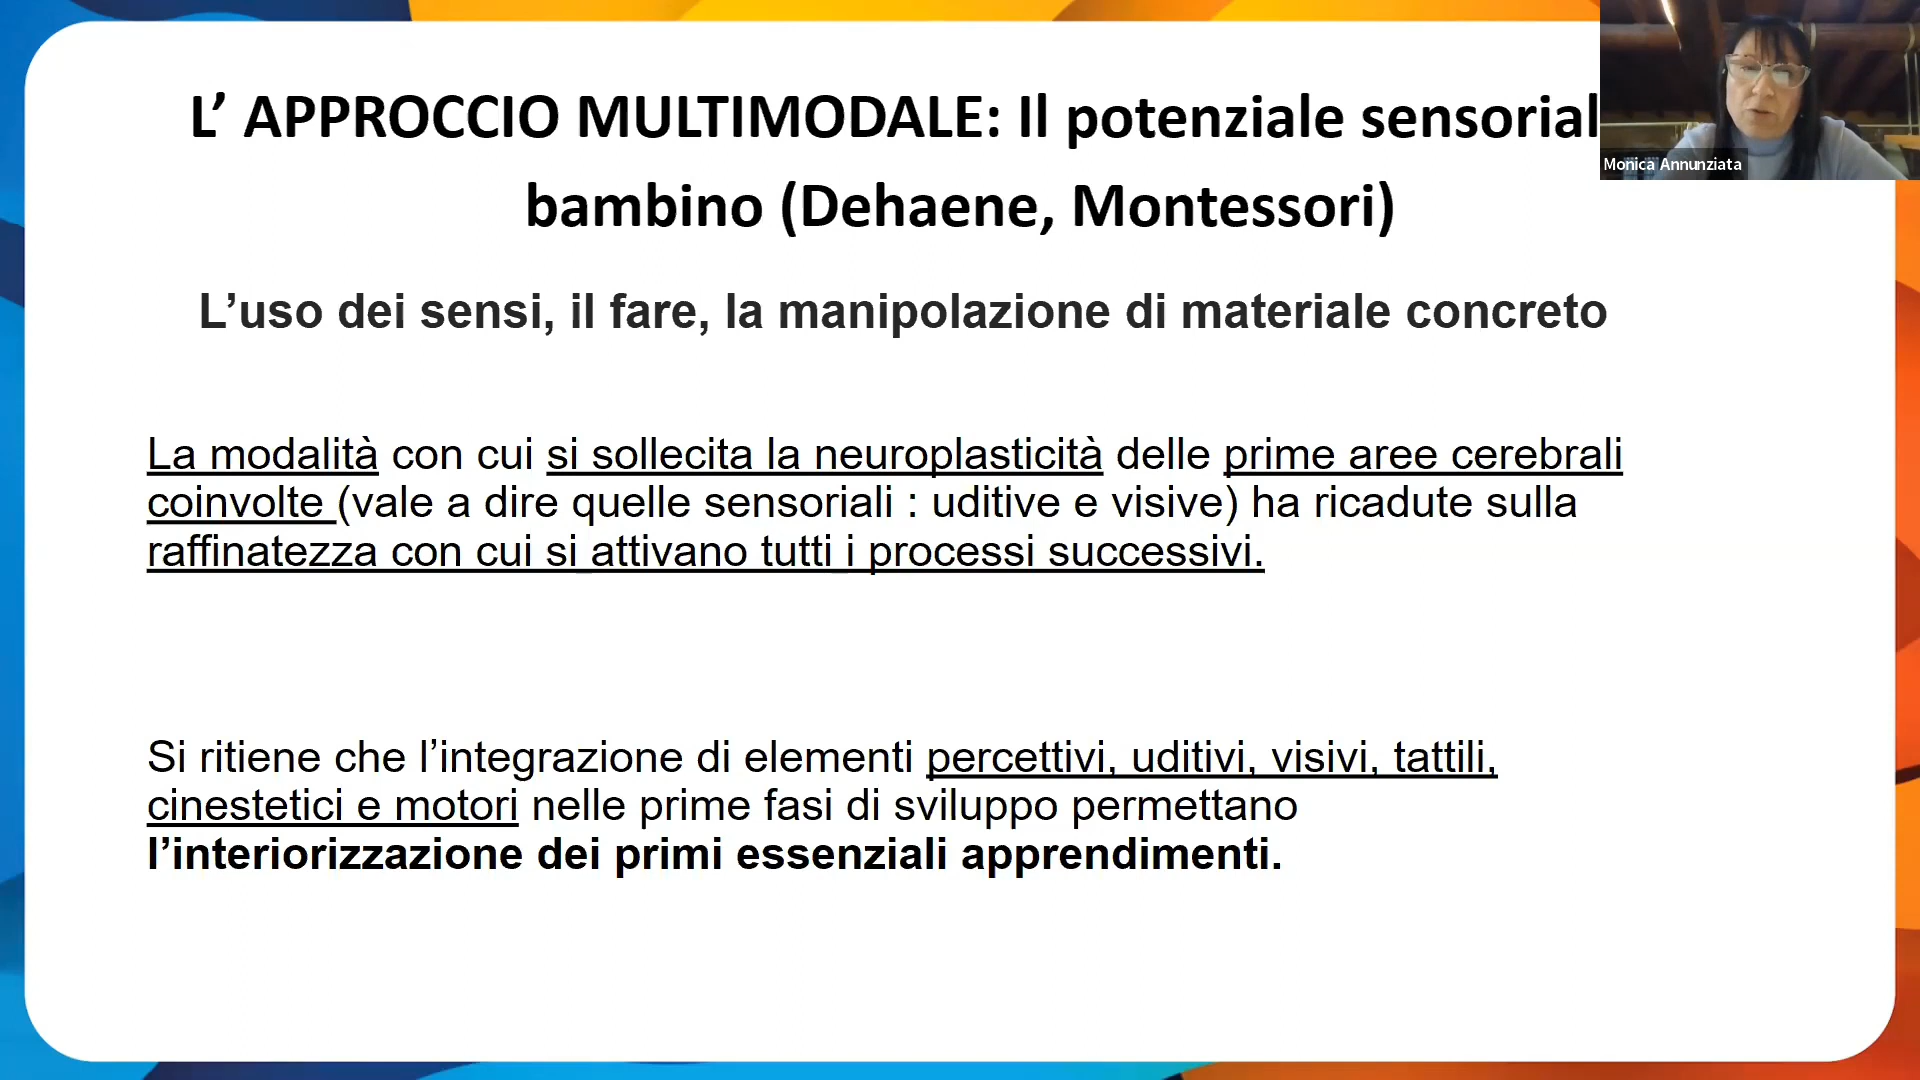 L’ APPROCCIO MULTIMODALE: Il potenziale sensorial
bambino (Dehaene, Montessori)
L’uso dei sensi, il fare, la manipolazione di materiale concreto
La modalità con cui si sollecita la neuroplasticità delle prime aree cerebrali
coinvolte (vale a dire quelle sensoriali : uditive e visive) ha ricadute sulla
raffinatezza con cui si attivano tutti i processi successivi.
Si ritiene che l’integrazione di elementi percettivi, uditivi, visivi, tattili,
cinestetici e motori nelle prime fasi di sviluppo permettano
l’interiorizzazione dei primi essenziali apprendimenti.
Monica Annunziata